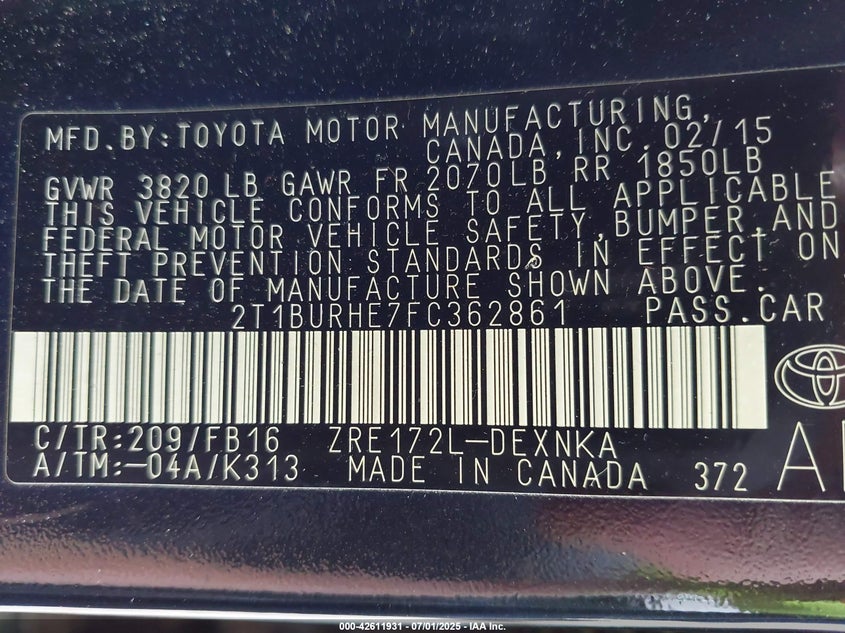 MFD.BY:TOYOTA MOTOR MANUFACTURING,
CANADA,INC.02/15
GVWR 3820LB GAWR FR 2070LB RR 1850LB
THIS VEHICLE CONFORMS TO ALL APPLICABLE
FEDERAL MOTOR VEHICLE SAFETY,BUMPER,AND
THEFT PREVENTION STANDARDS IN EFFECT ON
THE DATE OF MANUFACTURE SHOWN ABOVE.
2T1BURHE7FC362861 PASS.CAR
C/TR:209/FB16 ZRE172L-DEXNKA
A/TM:-04A/K313 MADE IN CANADA 372
000-42611931 - 07/01/2025 - IAA Inc.